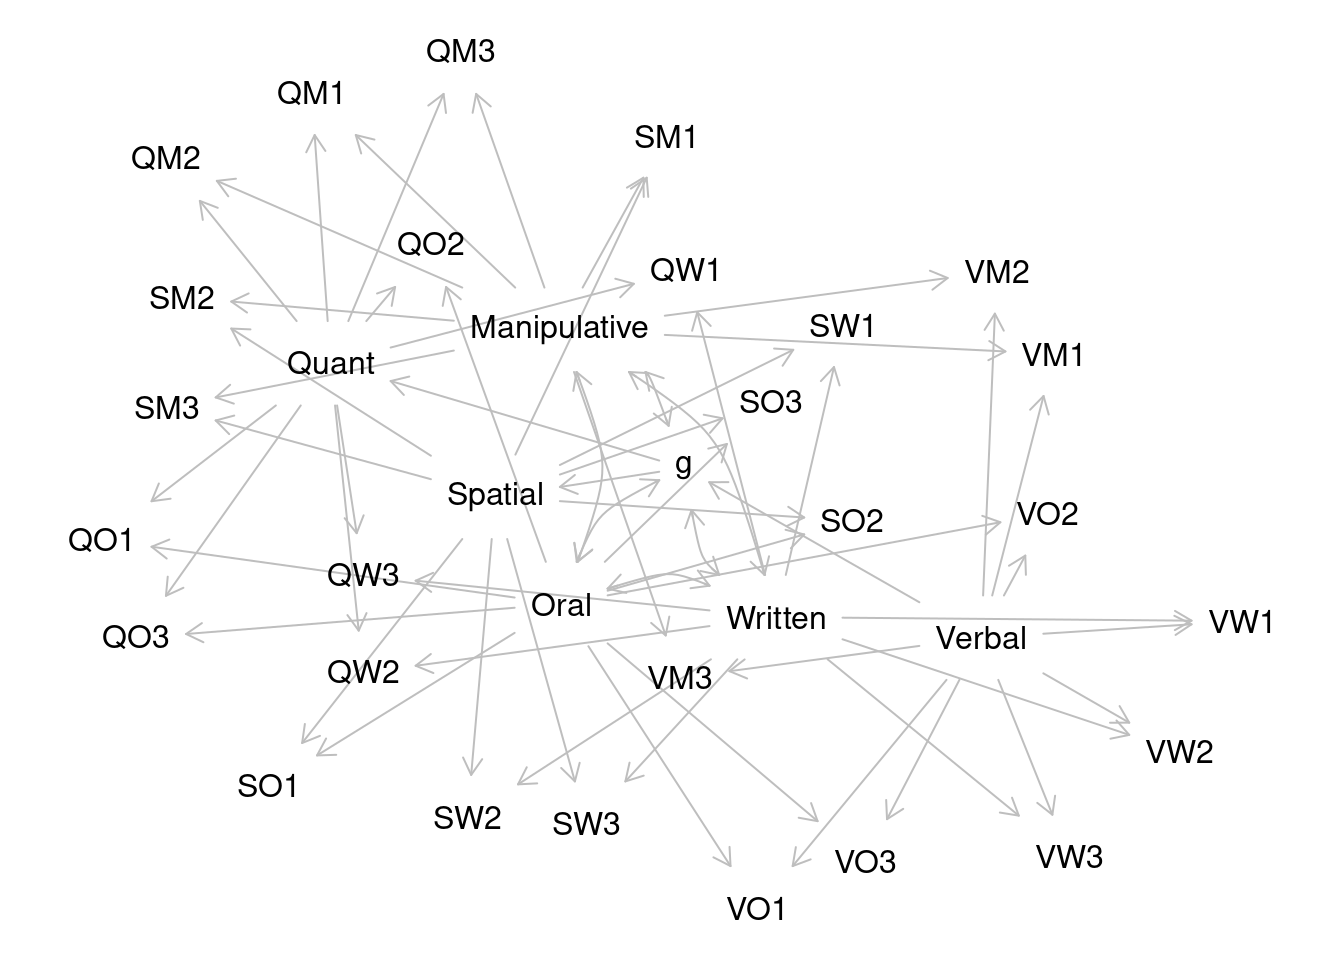 QM3
QM1
SM1
QM2
QO2
QW1
VM2
SM2
Manipulative
SW1
VM1
Quant
SO3
SM3
g
Spatial
VO2
SO2
QO1
QW3
Oral
Written
VW1
QO3
Verbal
QW2
VM3
VW2
SO1
SW2
SW3
VW3
VO3
VO1